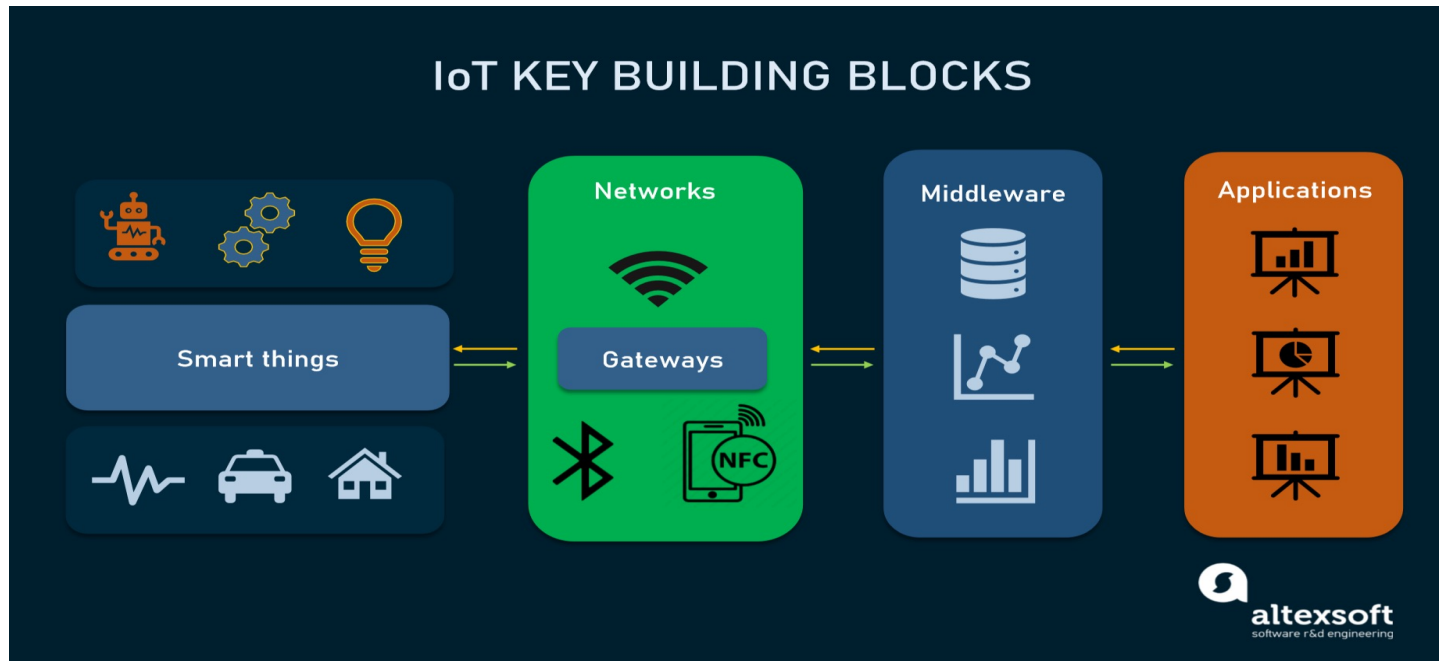 IoT KEY BUILDING BLOCKS
Smart things
Networks
Gateways
NFC
Middleware
Applications
altexsoft
software r&d engineering